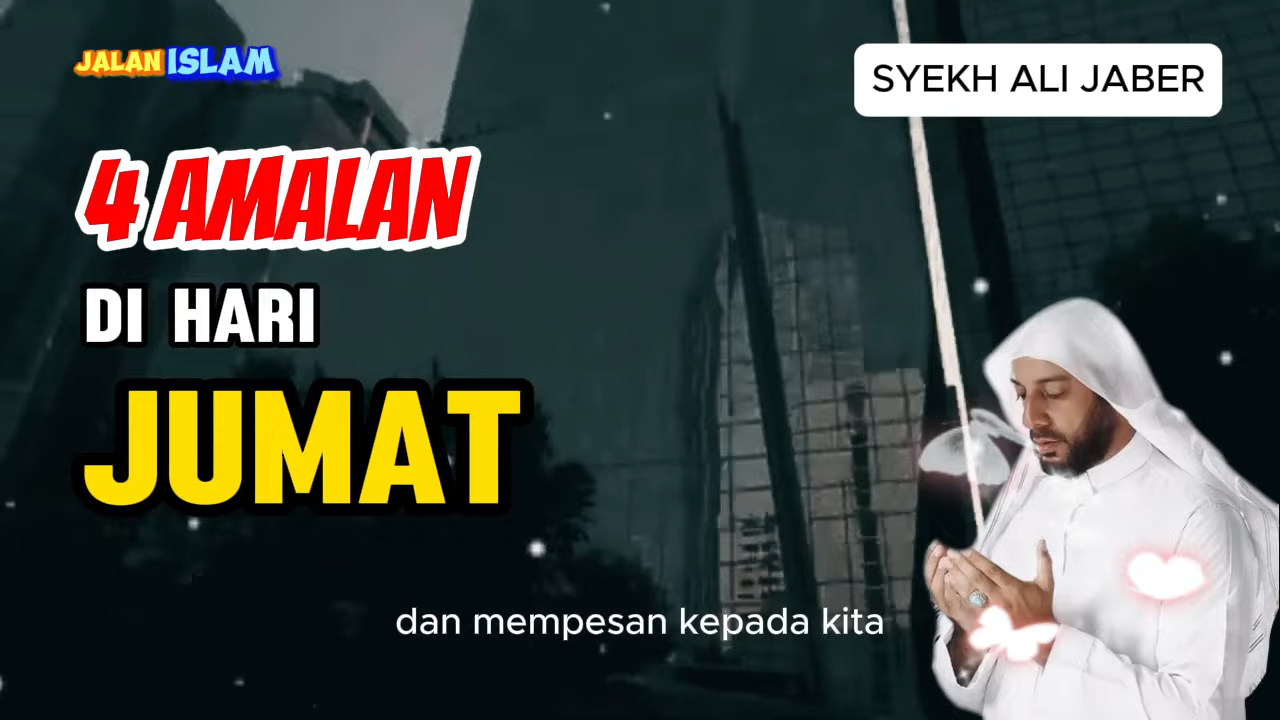 JALAN ISLAM
SYEKH ALI JABER
4 AMALAN
DI HARI
JUMAT
dan mempesan kepada kita